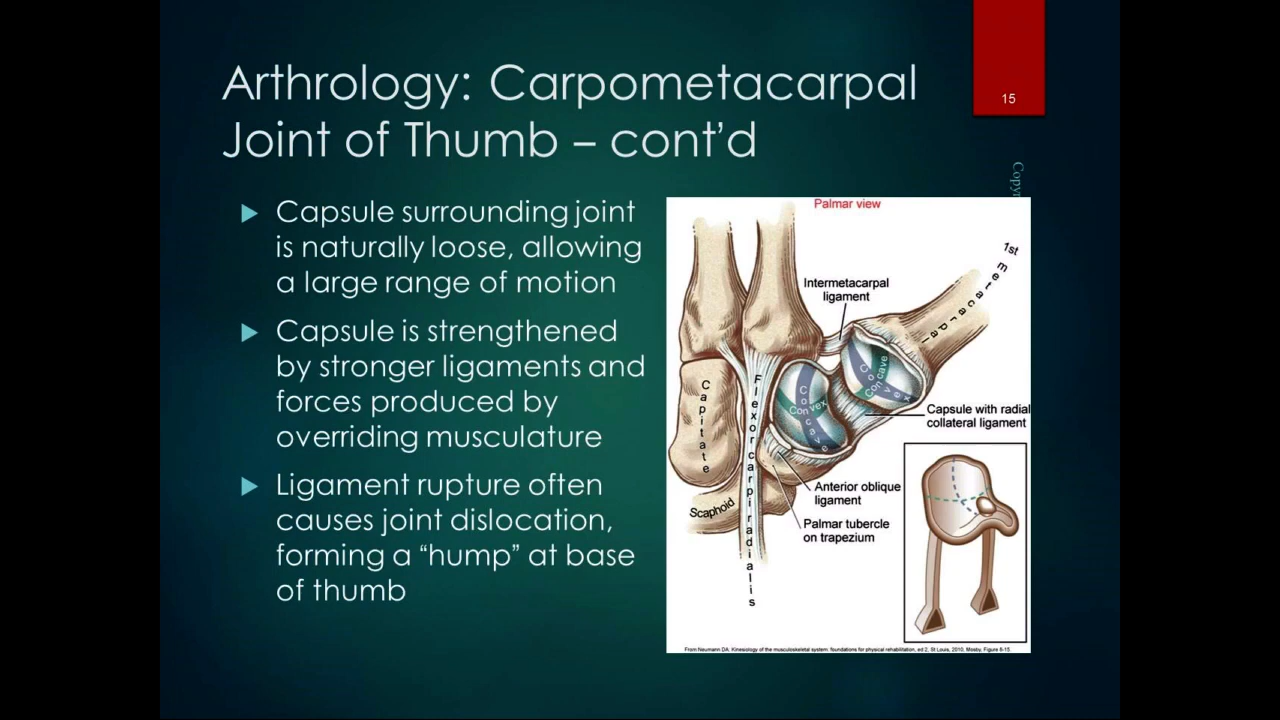 Arthrology: Carpometacarpal
Joint of Thumb – cont’d
15
Copyr
Capsule surrounding joint
is naturally loose, allowing
a large range of motion
Capsule is strengthened
by stronger ligaments and
forces produced by
overriding musculature
Ligament rupture often
causes joint dislocation,
forming a “hump” at base
of thumb
Palmar view
1st metacarpal
Intermetacarpal
ligament
Capitate
Flexor carpi radialis
Concave
Convex
Convex
Concave
Capsule with radial
collateral ligament
Anterior oblique
ligament
Scaphoid
Palmar tubercle
on trapezium
From Neumann DA: Kinesiology of the musculoskeletal system: foundations for physical rehabilitation, ed 2, St Louis, 2010, Mosby, Figure 8-15.